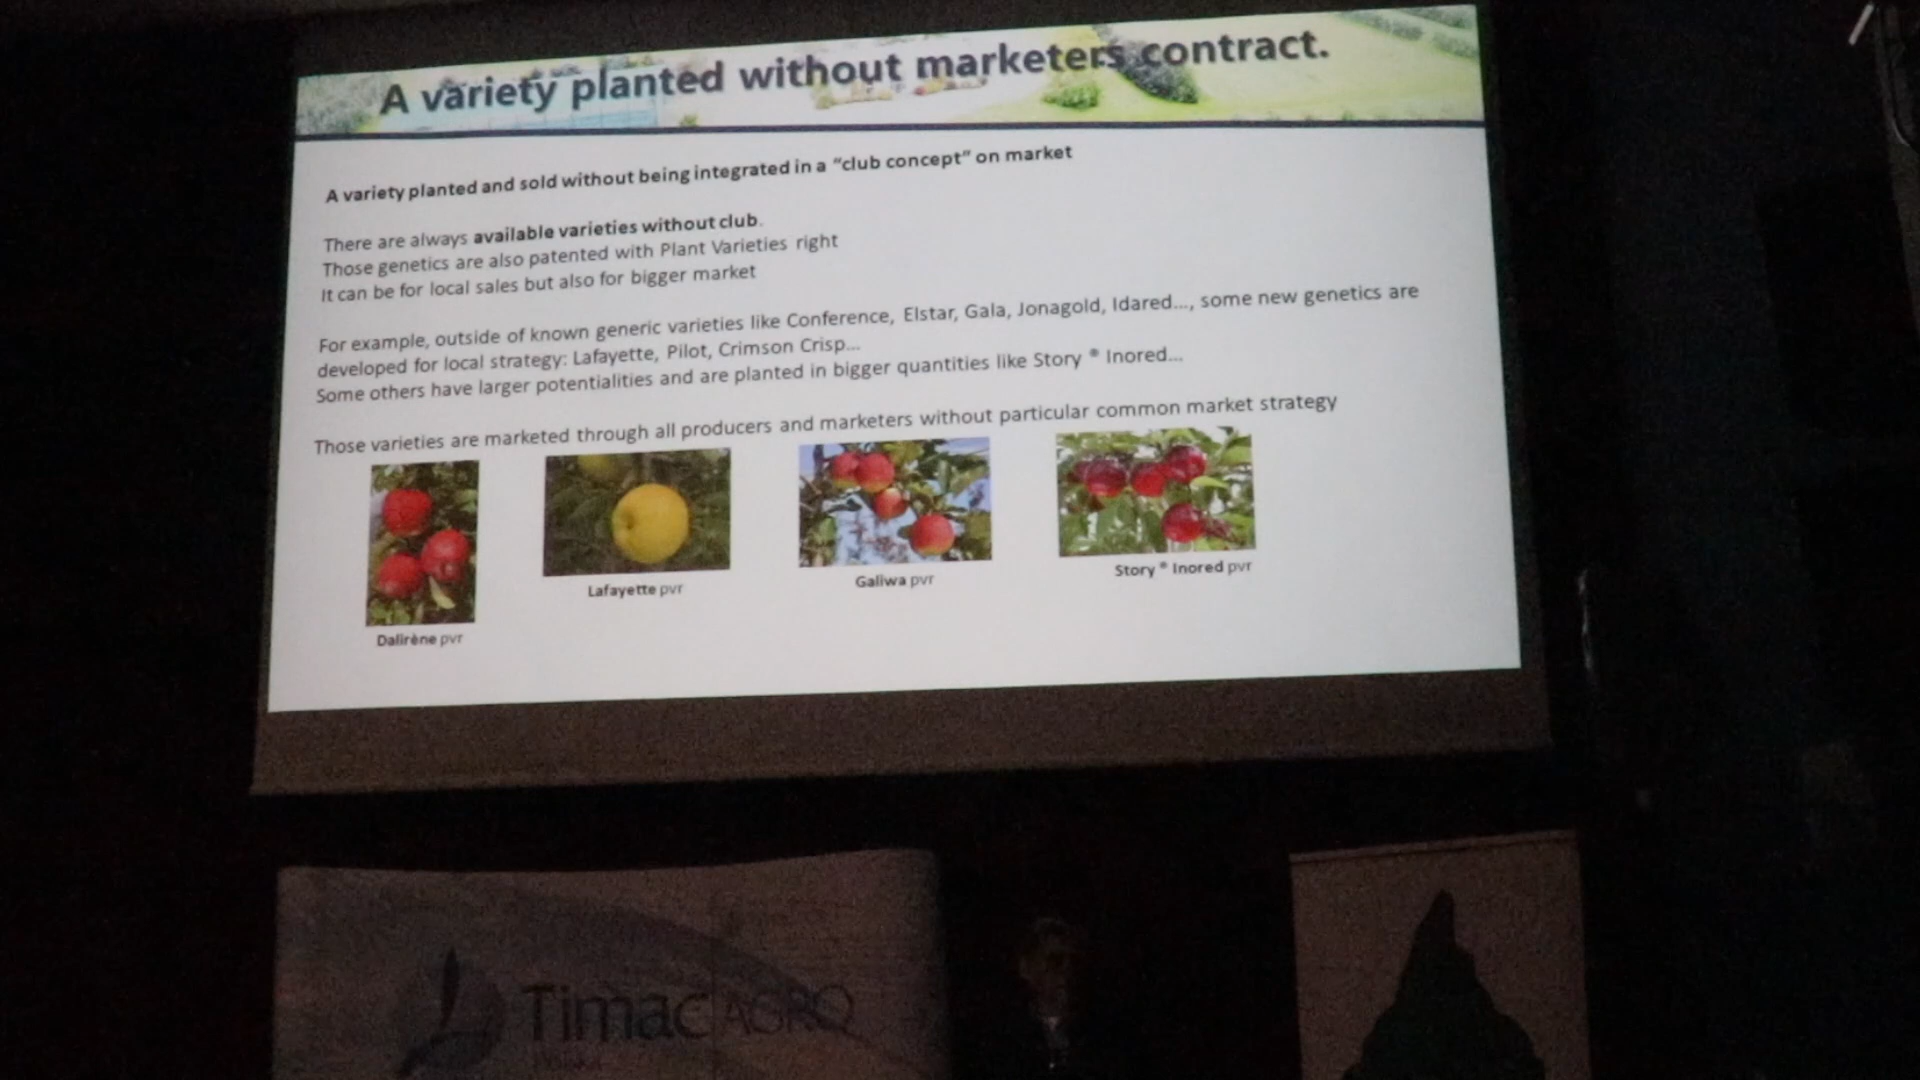 A variety planted without marketers contract.
A variety planted and sold without being integrated in a “club concept” on market
There are always available varieties without club.
Those genetics are also patented with Plant Varieties right
It can be for local sales but also for bigger market
For example, outside of known generic varieties like Conference, Elstar, Gala, Jonagold, Idared..., some new genetics are
developed for local strategy: Lafayette, Pilot, Crimson Crisp...
Some others have larger potentialities and are planted in bigger quantities like Story ® Inored...
Those varieties are marketed through all producers and marketers without particular common market strategy
Dalirène pvr
Lafayette pvr
Galiwa pvr
Story ® Inored pvr
Timac AGRO